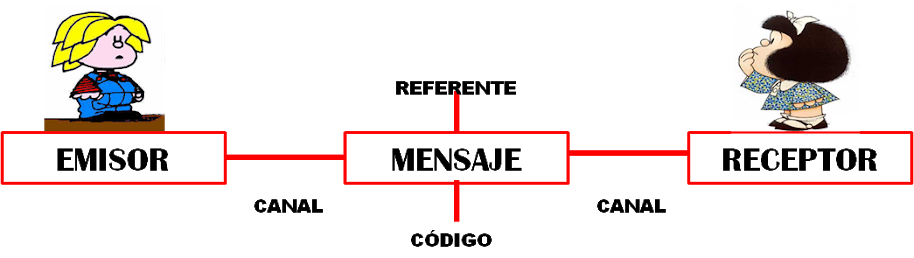 REFERENTE
EMISOR
MENSAJE
RECEPTOR
CANAL
CANAL
CÓDIGO